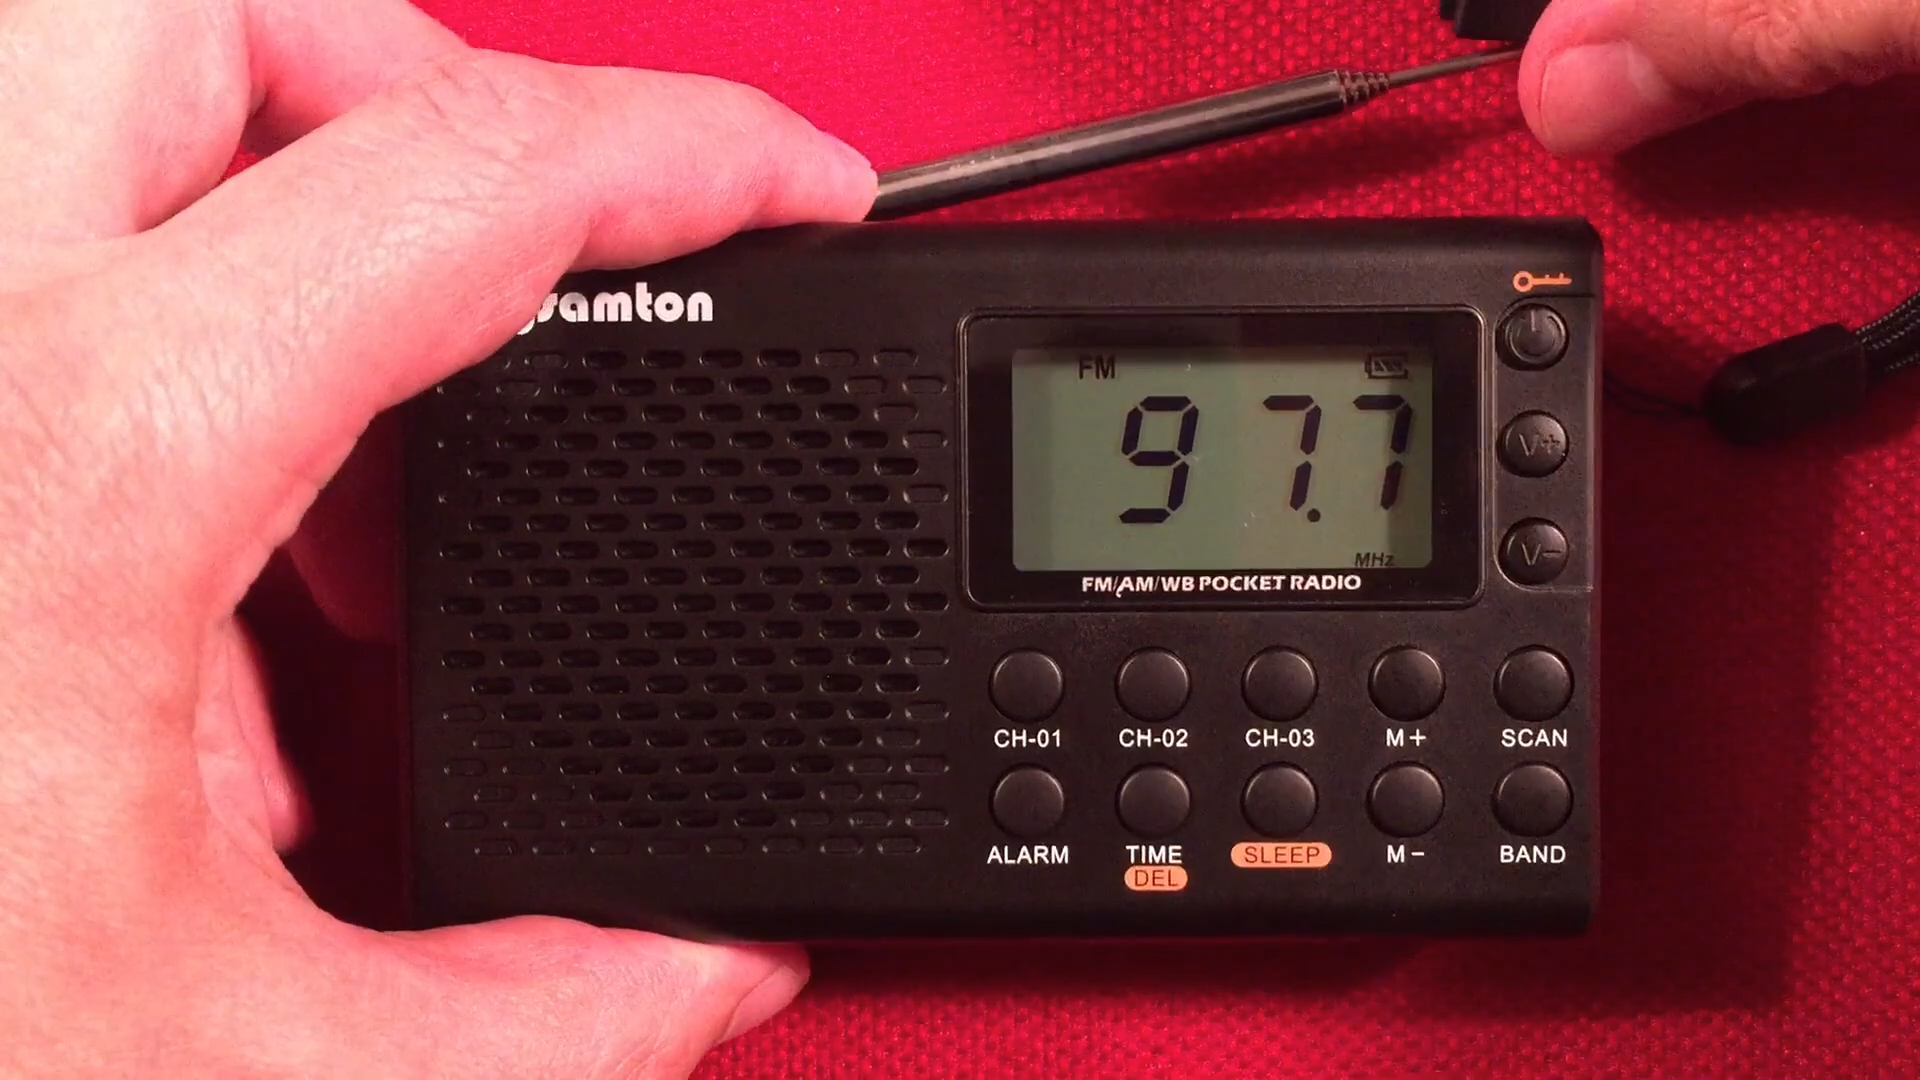 samton
FM
97.7
MHz
FM/AM/WB POCKET RADIO
V+
V-
CH-01 CH-02 CH-03 M+ SCAN
ALARM TIME SLEEP M- BAND
DEL